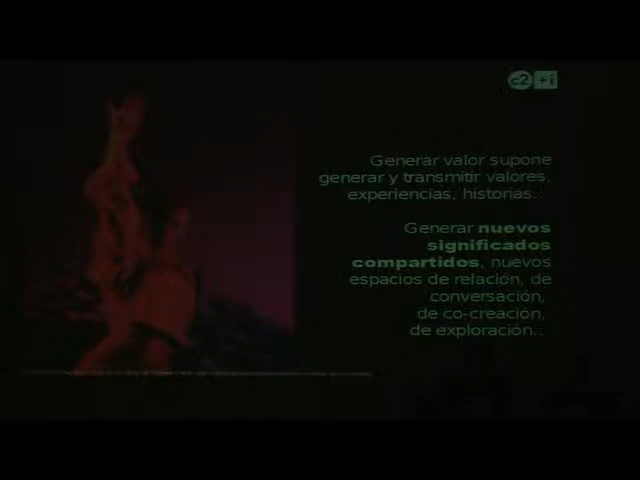 c2 +i
Generar valor supone
generar y transmitir valores,
experiencias, historias..
Generar nuevos
significados
compartidos, nuevos
espacios de relación, de
conversación,
de co-creación,
de exploración..